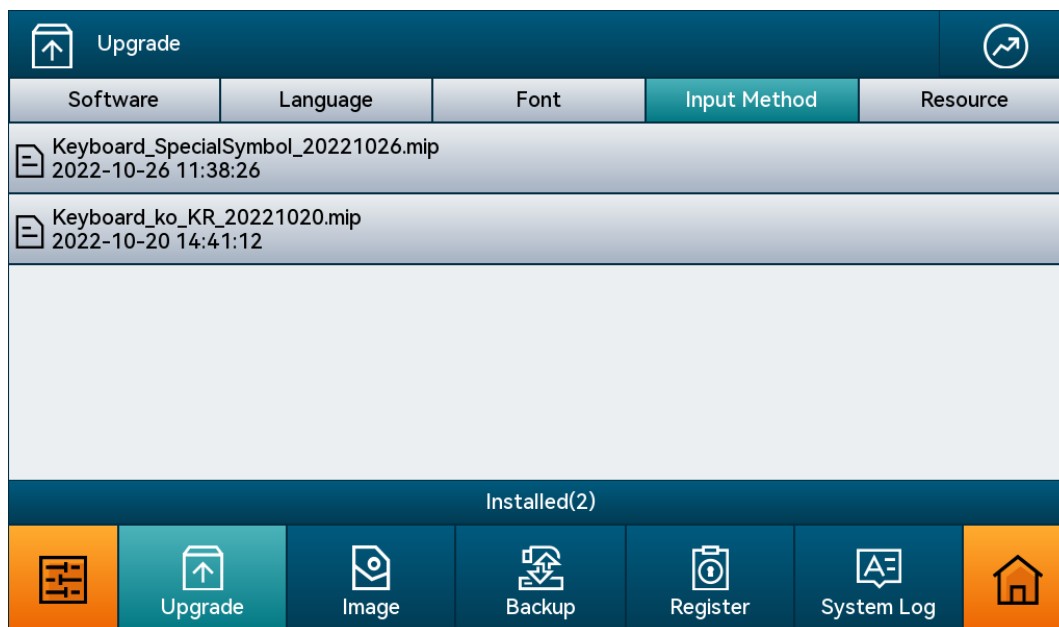 Upgrade
Software
Language
Font
Input Method
Resource
Keyboard_SpecialSymbol_20221026.mip
2022-10-26 11:38:26
Keyboard_ko_KR_20221020.mip
2022-10-20 14:41:12
Installed(2)
Upgrade
Image
Backup
Register
System Log